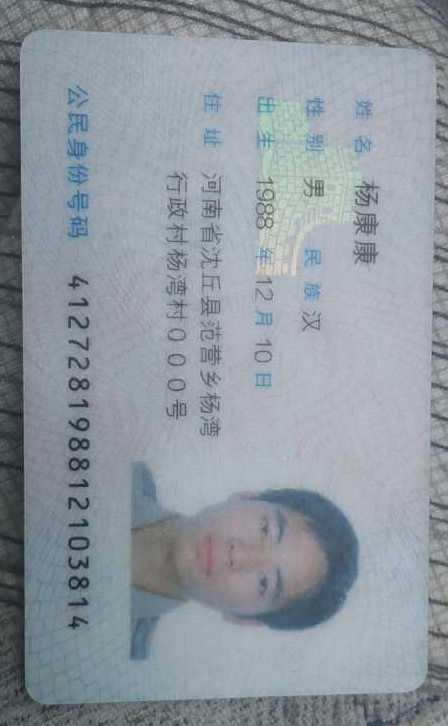 姓名 杨康康
性别 男 民族 汉
出生 1988 年 12 月 10 日
住址 河南省沈丘县范营乡杨湾
行政村杨湾村000号
公民身份号码 412728198812103814